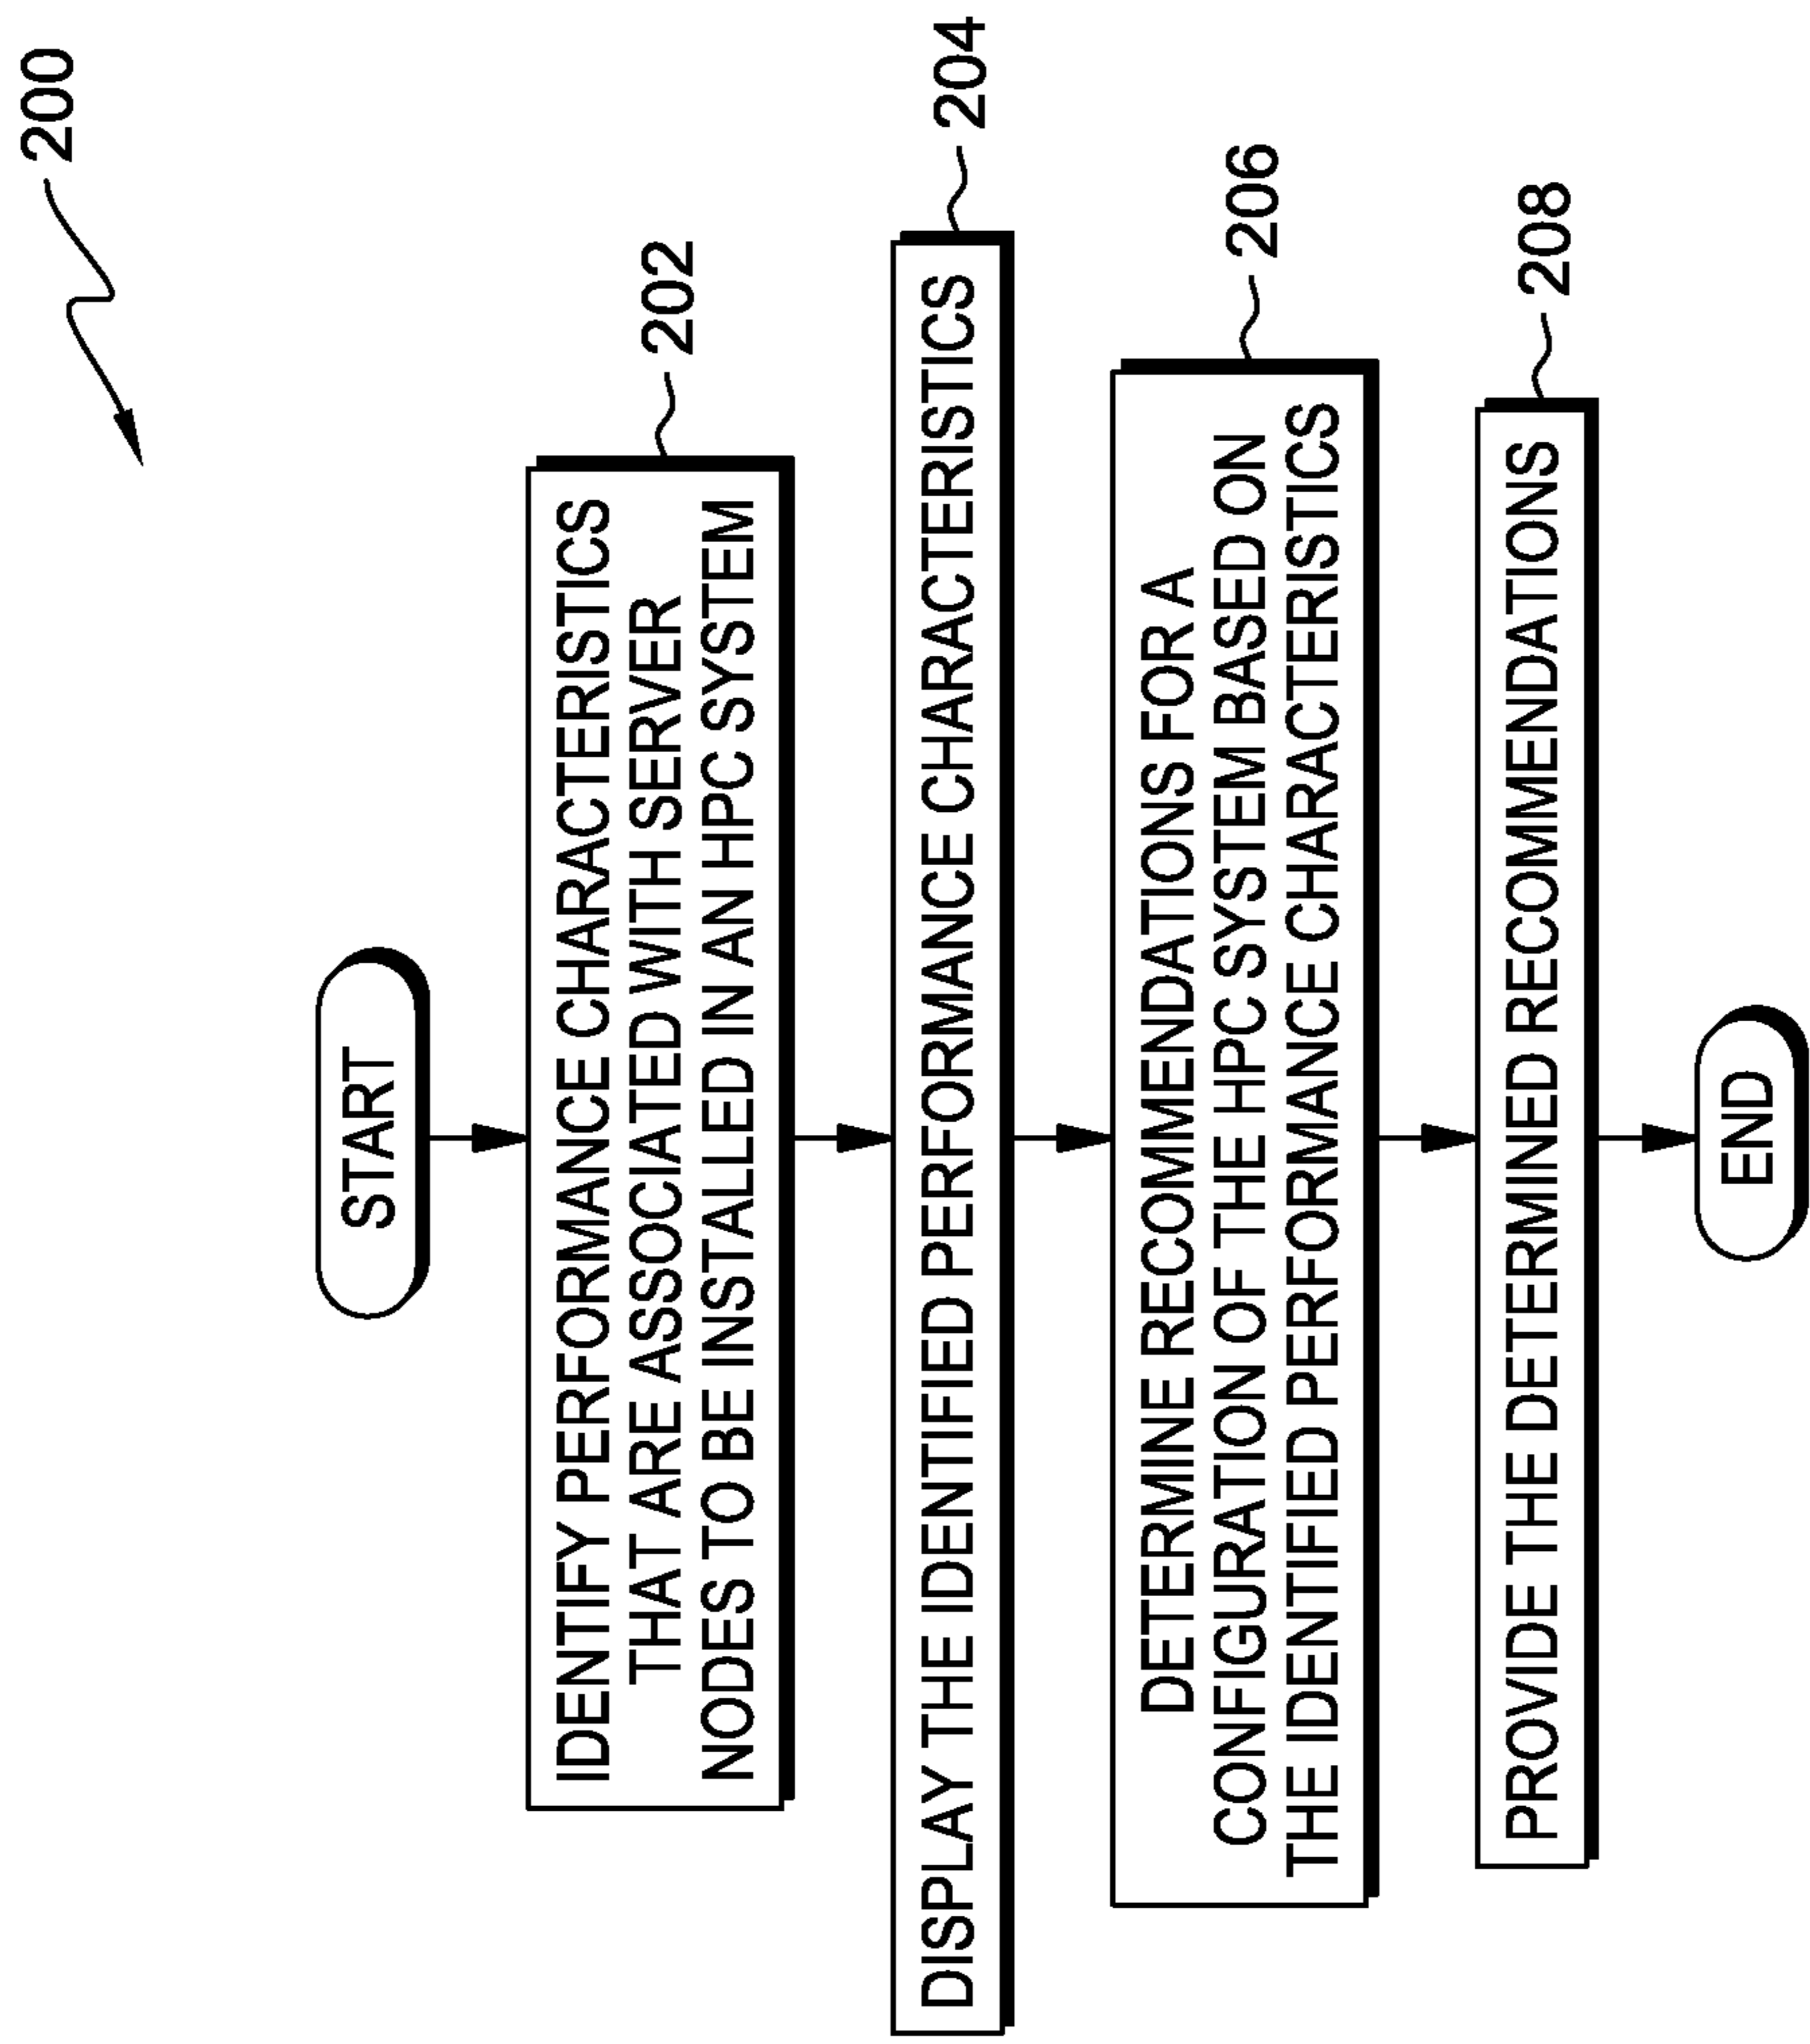 200
START
IDENTIFY PERFORMANCE CHARACTERISTICS
THAT ARE ASSOCIATED WITH SERVER
NODES TO BE INSTALLED IN AN HPC SYSTEM
202
DISPLAY THE IDENTIFIED PERFORMANCE CHARACTERISTICS
204
DETERMINE RECOMMENDATIONS FOR A
CONFIGURATION OF THE HPC SYSTEM BASED ON
THE IDENTIFIED PERFORMANCE CHARACTERISTICS
206
PROVIDE THE DETERMINED RECOMMENDATIONS
208
END